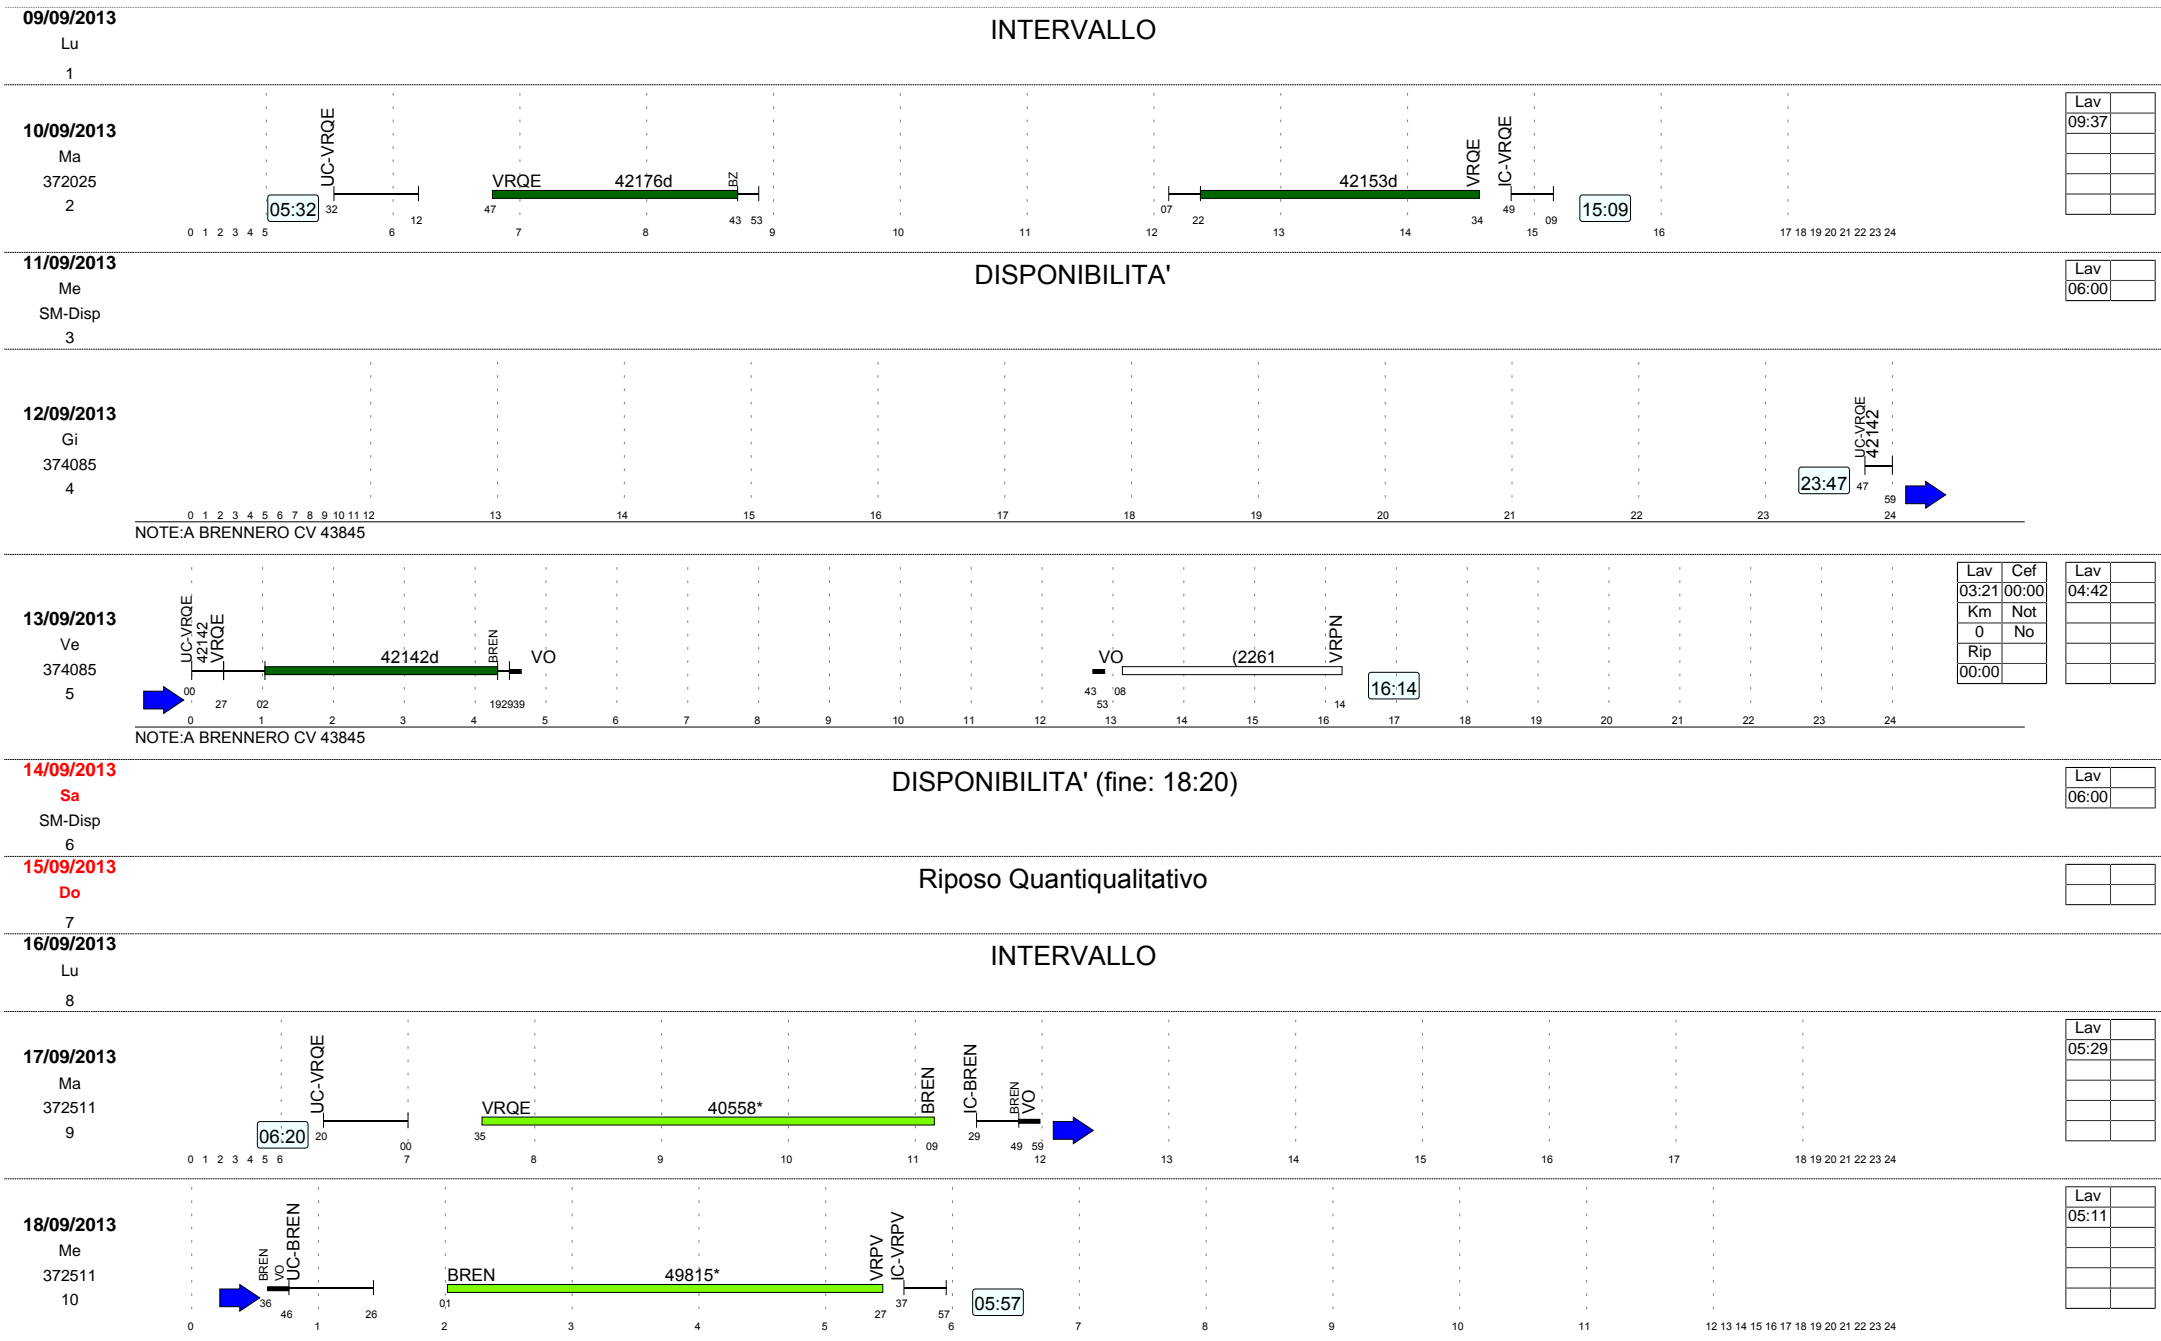 09/09/2013
Lu
1
INTERVALLO
10/09/2013
Ma
372025
2
05:32
UC-VRQE
32
12
VRQE
42176d
BZ
47
43
53
07
22
42153d
VRQE
34
IC-VRQE
49
09
15:09
0 1 2 3 4 5 6 7 8 9 10 11 12 13 14 15 16 17 18 19 20 21 22 23 24
Lav
09:37
11/09/2013
Me
SM-Disp
3
DISPONIBILITA'
Lav
06:00
12/09/2013
Gi
374085
4
23:47
UC-VRQE
42142
47
59
0 1 2 3 4 5 6 7 8 9 10 11 12 13 14 15 16 17 18 19 20 21 22 23 24
NOTE:A BRENNERO CV 43845
13/09/2013
Ve
374085
5
UC-VRQE
42142
VRQE
00
27
02
42142d
BREN
192939
VO
VO
43
53
08
(2261
VRPN
14
16:14
0 1 2 3 4 5 6 7 8 9 10 11 12 13 14 15 16 17 18 19 20 21 22 23 24
NOTE:A BRENNERO CV 43845
Lav Cef
03:21 00:00
Km Not
0 No
Rip
00:00
Lav
04:42
14/09/2013
Sa
SM-Disp
6
DISPONIBILITA' (fine: 18:20)
Lav
06:00
15/09/2013
Do
7
Riposo Quantiqualitativo
16/09/2013
Lu
8
INTERVALLO
17/09/2013
Ma
372511
9
06:20
UC-VRQE
20
00
VRQE
40558*
BREN
35
09
IC-BREN
29
BREN
VO
49
59
0 1 2 3 4 5 6 7 8 9 10 11 12 13 14 15 16 17 18 19 20 21 22 23 24
Lav
05:29
18/09/2013
Me
372511
10
BREN
VO
UC-BREN
36
46
26
BREN
49815*
VRPV
01
27
IC-VRPV
37
57
05:57
0 1 2 3 4 5 6 7 8 9 10 11 12 13 14 15 16 17 18 19 20 21 22 23 24
Lav
05:11